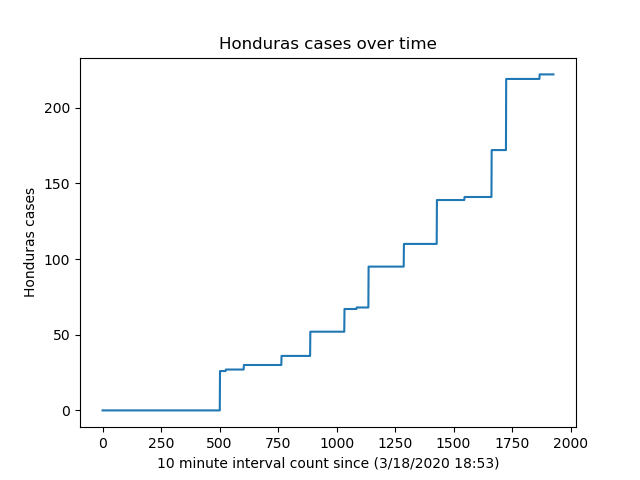 Honduras cases over time
Honduras cases
200
150
100
50
0
0 250 500 750 1000 1250 1500 1750 2000
10 minute interval count since (3/18/2020 18:53)